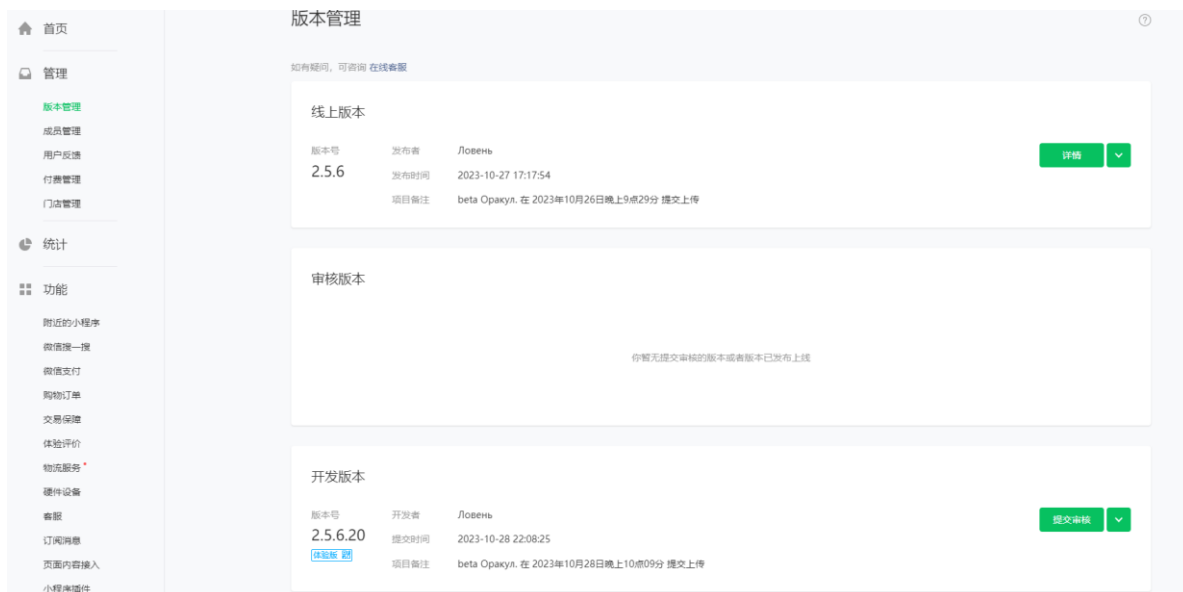 首页
管理
版本管理
成员管理
用户反馈
付费管理
门店管理
统计
功能
附近的小程序
微信搜一搜
微信支付
购物订单
交易保障
体验评价
物流服务
硬件设备
客服
订阅消息
页面内容接入
小程序插件
版本管理
如有疑问，可咨询 在线客服
线上版本
版本号 发布者 Ловень
2.5.6 发布时间 2023-10-27 17:17:54
项目备注 beta Оракул. 在 2023年10月26日晚上9点29分 提交上传
详情
审核版本
你暂无提交审核的版本或者版本已发布上线
开发版本
版本号 开发者 Ловень
2.5.6.20 提交时间 2023-10-28 22:08:25
体验版
项目备注 beta Оракул. 在 2023年10月28日晚上10点09分 提交上传
提交审核